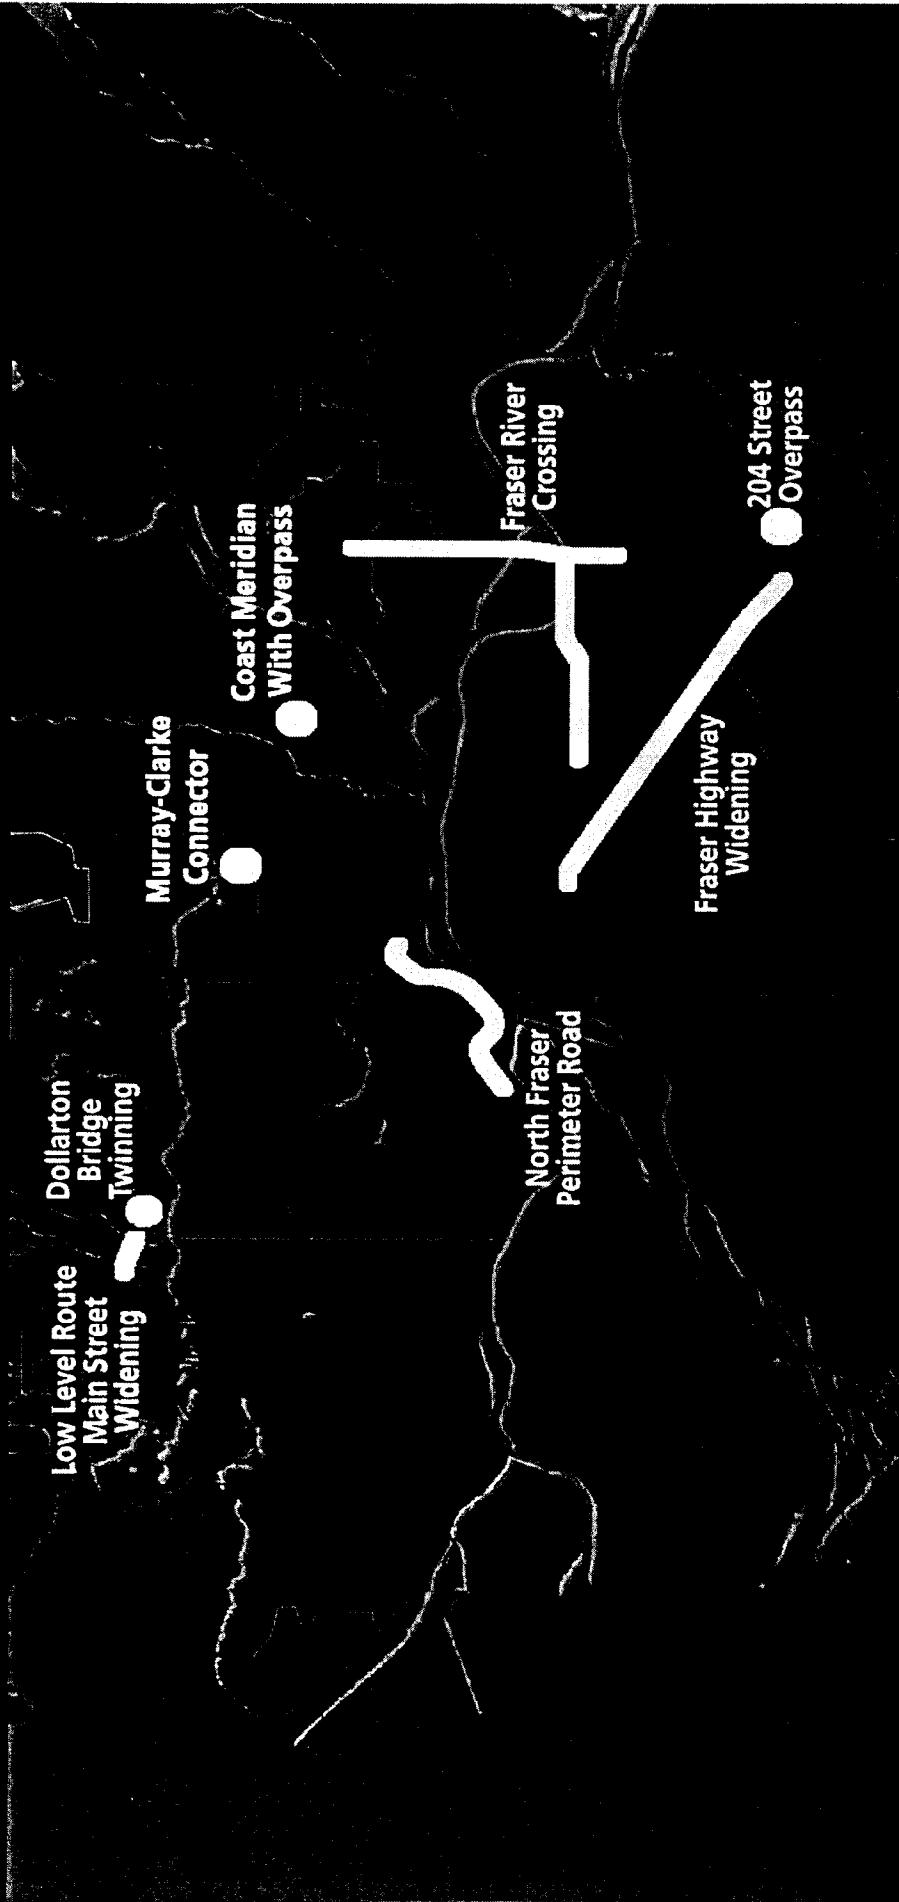 Low Level Route
Main Street
Widening
Dollarton
Bridge
Twinning
Murray-Clarke
Connector
Coast Meridian
With Overpass
North Fraser
Perimeter Road
Fraser River
Crossing
Fraser Highway
Widening
204 Street
Overpass